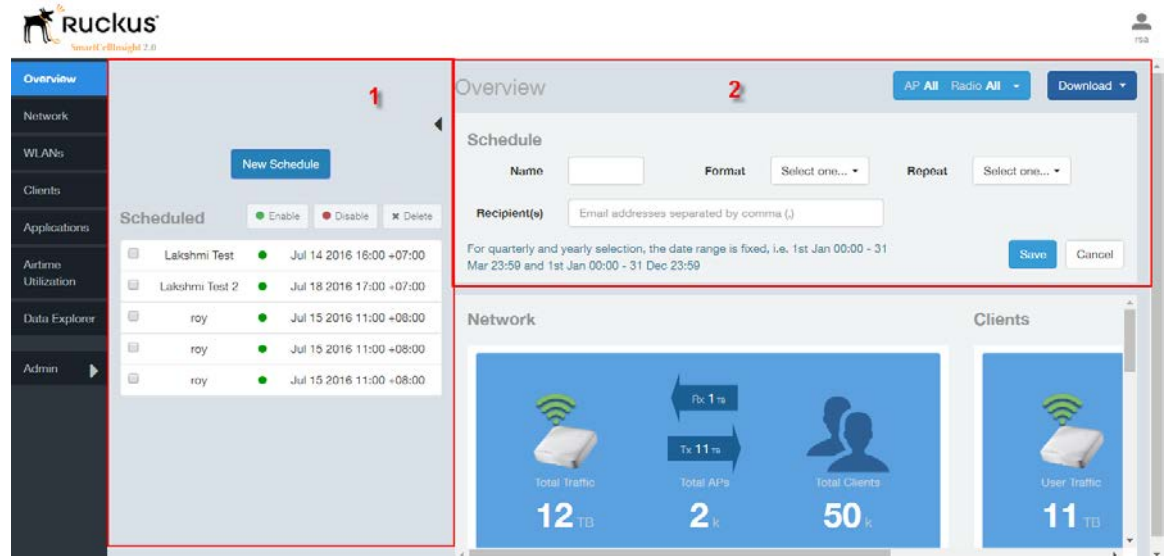 RUCKUS
SmartCellInsight 2.0
rsa
Overview
Network
WLANs
Clients
Applications
Airtime
Utilization
Data Explorer
Admin
1
New Schedule
Scheduled
Enable
Disable
✖ Delete
Lakshmi Test Jul 14 2016 16:00 +07:00
Lakshmi Test 2 Jul 18 2016 17:00 +07:00
roy Jul 15 2016 11:00 +08:00
roy Jul 15 2016 11:00 +08:00
roy Jul 15 2016 11:00 +08:00
Overview
2
AP All Radio All
Download
Schedule
Name
Format Select one...
Repeat Select one...
Recipient(s) Email addresses separated by comma (,)
For quarterly and yearly selection, the date range is fixed, i.e. 1st Jan 00:00 - 31
Mar 23:59 and 1st Jan 00:00 - 31 Dec 23:59
Save
Cancel
Network
Rx 1 TB
Tx 11 TB
Total Traffic
12 TB
Total APs
2 k
Total Clients
50 k
Clients
User Traffic
11 TB